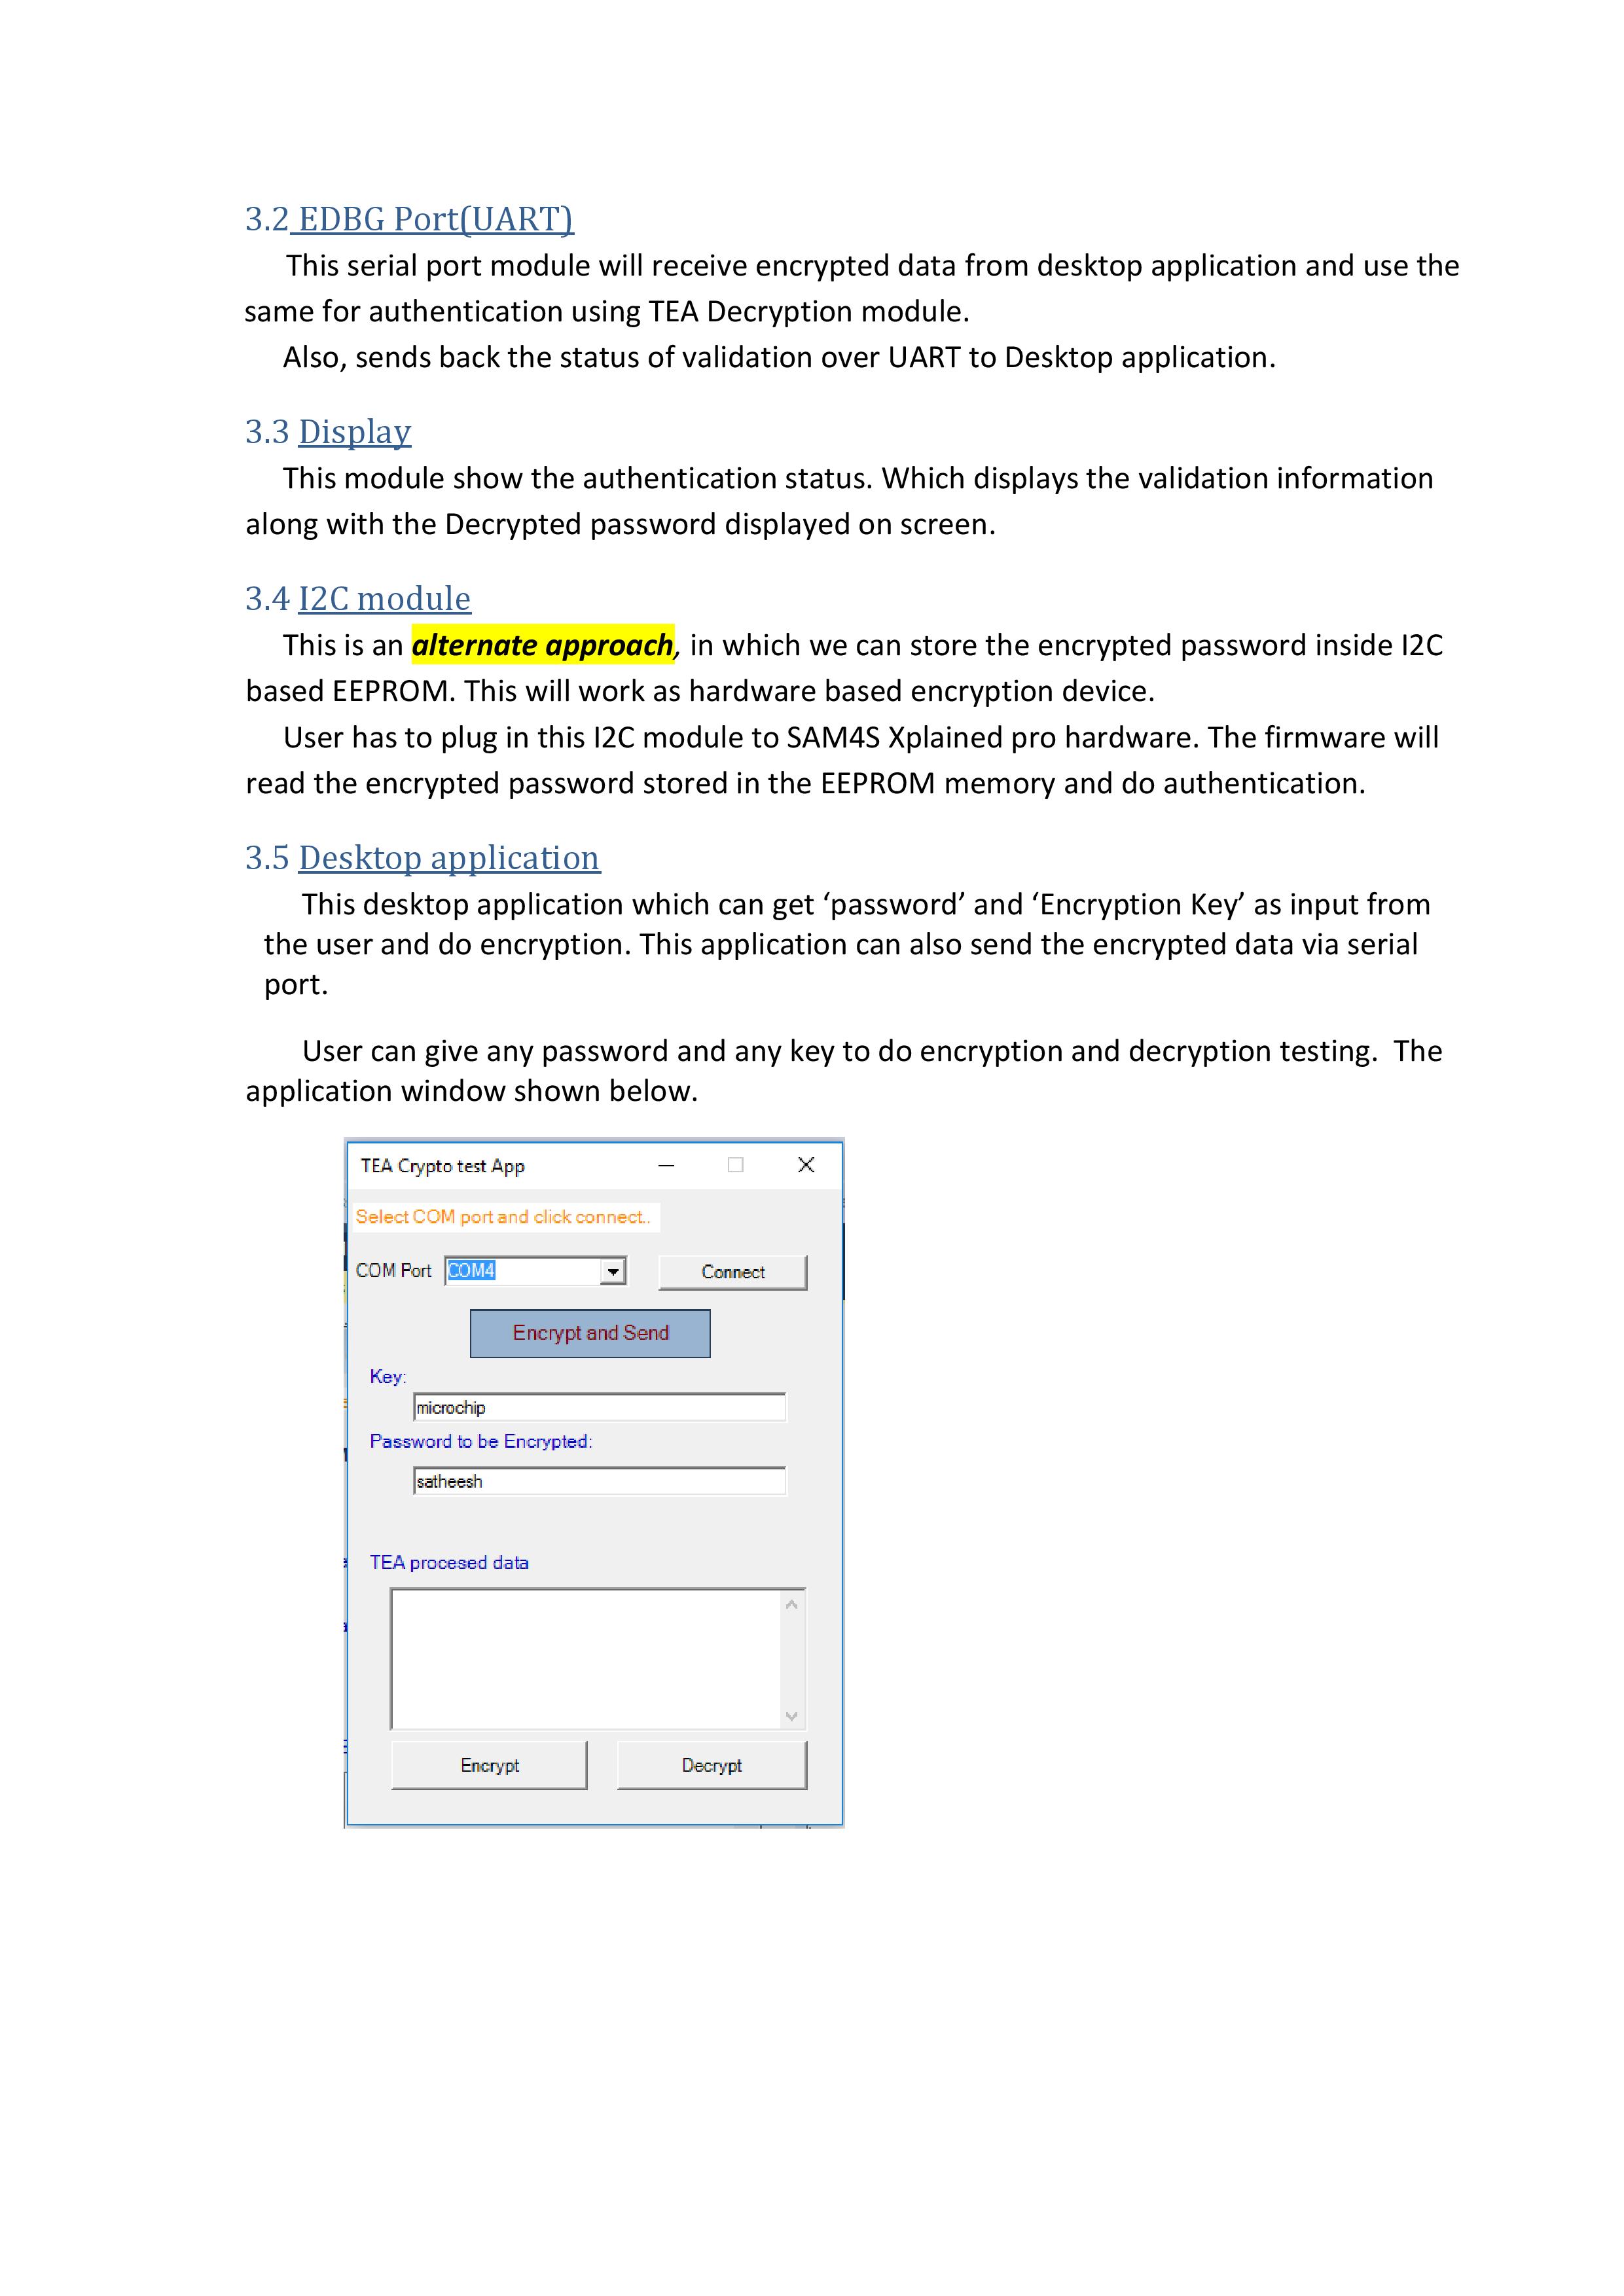 3.2 EDBG Port(UART)
This serial port module will receive encrypted data from desktop application and use the
same for authentication using TEA Decryption module.
Also, sends back the status of validation over UART to Desktop application.
3.3 Display
This module show the authentication status. Which displays the validation information
along with the Decrypted password displayed on screen.
3.4 I2C module
This is an alternate approach, in which we can store the encrypted password inside I2C
based EEPROM. This will work as hardware based encryption device.
User has to plug in this I2C module to SAM4S Xplained pro hardware. The firmware will
read the encrypted password stored in the EEPROM memory and do authentication.
3.5 Desktop application
This desktop application which can get ‘password’ and ‘Encryption Key’ as input from
the user and do encryption. This application can also send the encrypted data via serial
port.
User can give any password and any key to do encryption and decryption testing.  The
application window shown below.
TEA Crypto test App
Select COM port and click connect..
COM Port COM4 Connect
Encrypt and Send
Key:
microchip
Password to be Encrypted:
satheesh
TEA procesed data
Encrypt Decrypt